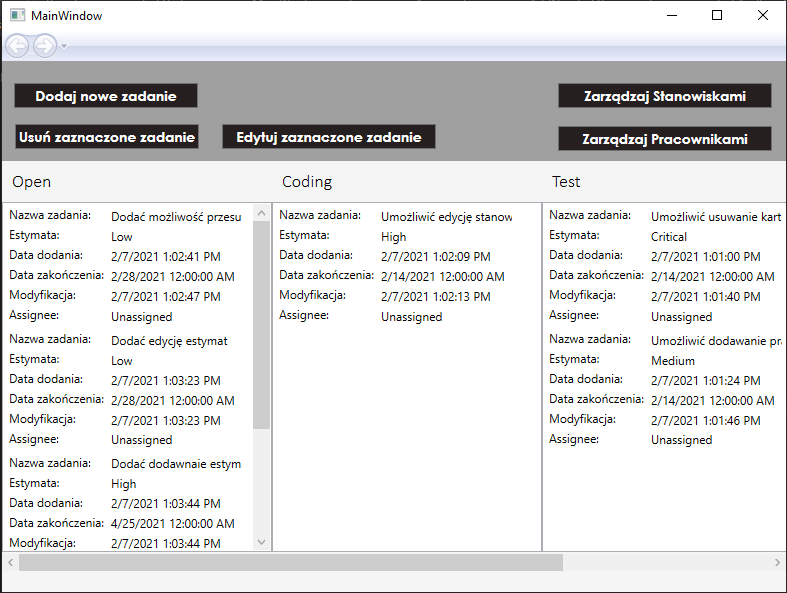 MainWindow
Dodaj nowe zadanie
Zarządzaj Stanowiskami
Usuń zaznaczone zadanie
Edytuj zaznaczone zadanie
Zarządzaj Pracownikami
Open
Nazwa zadania: Dodać możliwość przesu
Estymata: Low
Data dodania: 2/7/2021 1:02:41 PM
Data zakończenia: 2/28/2021 12:00:00 AM
Modyfikacja: 2/7/2021 1:02:47 PM
Assignee: Unassigned
Nazwa zadania: Dodać edycję estymat
Estymata: Low
Data dodania: 2/7/2021 1:03:23 PM
Data zakończenia: 2/28/2021 12:00:00 AM
Modyfikacja: 2/7/2021 1:03:23 PM
Assignee: Unassigned
Nazwa zadania: Dodać dodawnaie estym
Estymata: High
Data dodania: 2/7/2021 1:03:44 PM
Data zakończenia: 4/25/2021 12:00:00 AM
Modyfikacja: 2/7/2021 1:03:44 PM
Coding
Nazwa zadania: Umożliwić edycję stanow
Estymata: High
Data dodania: 2/7/2021 1:02:09 PM
Data zakończenia: 2/14/2021 12:00:00 AM
Modyfikacja: 2/7/2021 1:02:13 PM
Assignee: Unassigned
Test
Nazwa zadania: Umożliwić usuwanie kart
Estymata: Critical
Data dodania: 2/7/2021 1:01:00 PM
Data zakończenia: 2/14/2021 12:00:00 AM
Modyfikacja: 2/7/2021 1:01:40 PM
Assignee: Unassigned
Nazwa zadania: Umożliwić dodawanie pra
Estymata: Medium
Data dodania: 2/7/2021 1:01:24 PM
Data zakończenia: 2/14/2021 12:00:00 AM
Modyfikacja: 2/7/2021 1:01:46 PM
Assignee: Unassigned